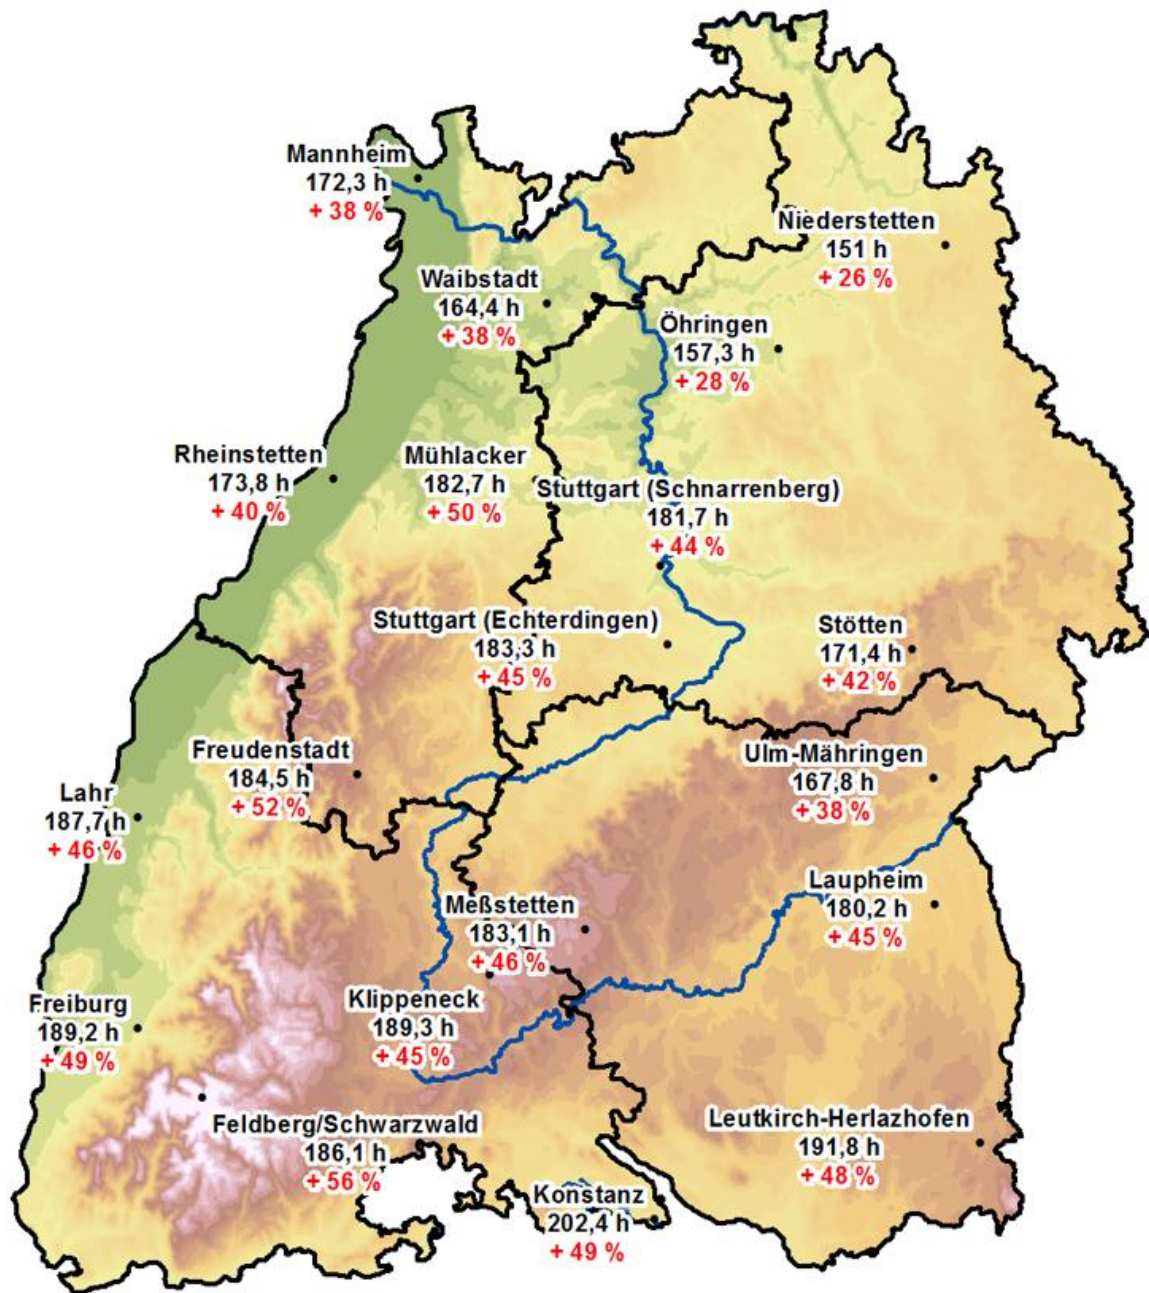 Mannheim
172,3 h
+ 38 %
Niederstetten
151 h
+ 26 %
Waibstadt
164,4 h
+ 38 %
Öhringen
157,3 h
+ 28 %
Rheinstetten
173,8 h
+ 40 %
Mühlacker
182,7 h
+ 50 %
Stuttgart (Schnarrenberg)
181,7 h
+ 44 %
Stuttgart (Echterdingen)
183,3 h
+ 45 %
Stötten
171,4 h
+ 42 %
Freudenstadt
184,5 h
+ 52 %
Ulm-Mähringen
167,8 h
+ 38 %
Lahr
187,7 h
+ 46 %
Laupheim
180,2 h
+ 45 %
Meßstetten
183,1 h
+ 46 %
Klippeneck
189,3 h
+ 45 %
Freiburg
189,2 h
+ 49 %
Feldberg/Schwarzwald
186,1 h
+ 56 %
Leutkirch-Herlazhofen
191,8 h
+ 48 %
Konstanz
202,4 h
+ 49 %